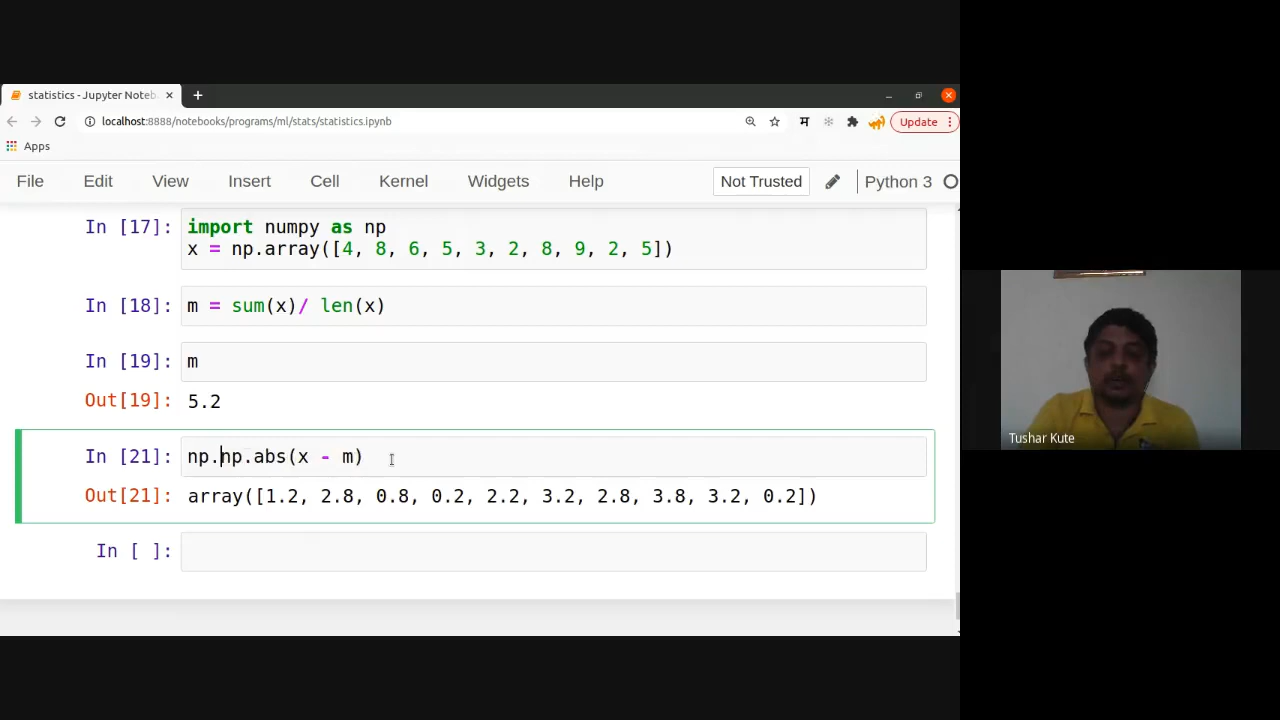 statistics - Jupyter Noteb
localhost:8888/notebooks/programs/ml/stats/statistics.ipynb
म
Update
Apps
File Edit View Insert Cell Kernel Widgets Help Not Trusted Python 3
In [17]: import numpy as np
x = np.array([4, 8, 6, 5, 3, 2, 8, 9, 2, 5])
In [18]: m = sum(x)/ len(x)
In [19]: m
Out[19]: 5.2
In [21]: np.np.abs(x - m)
Out[21]: array([1.2, 2.8, 0.8, 0.2, 2.2, 3.2, 2.8, 3.8, 3.2, 0.2])
In [ ]:
Tushar Kute